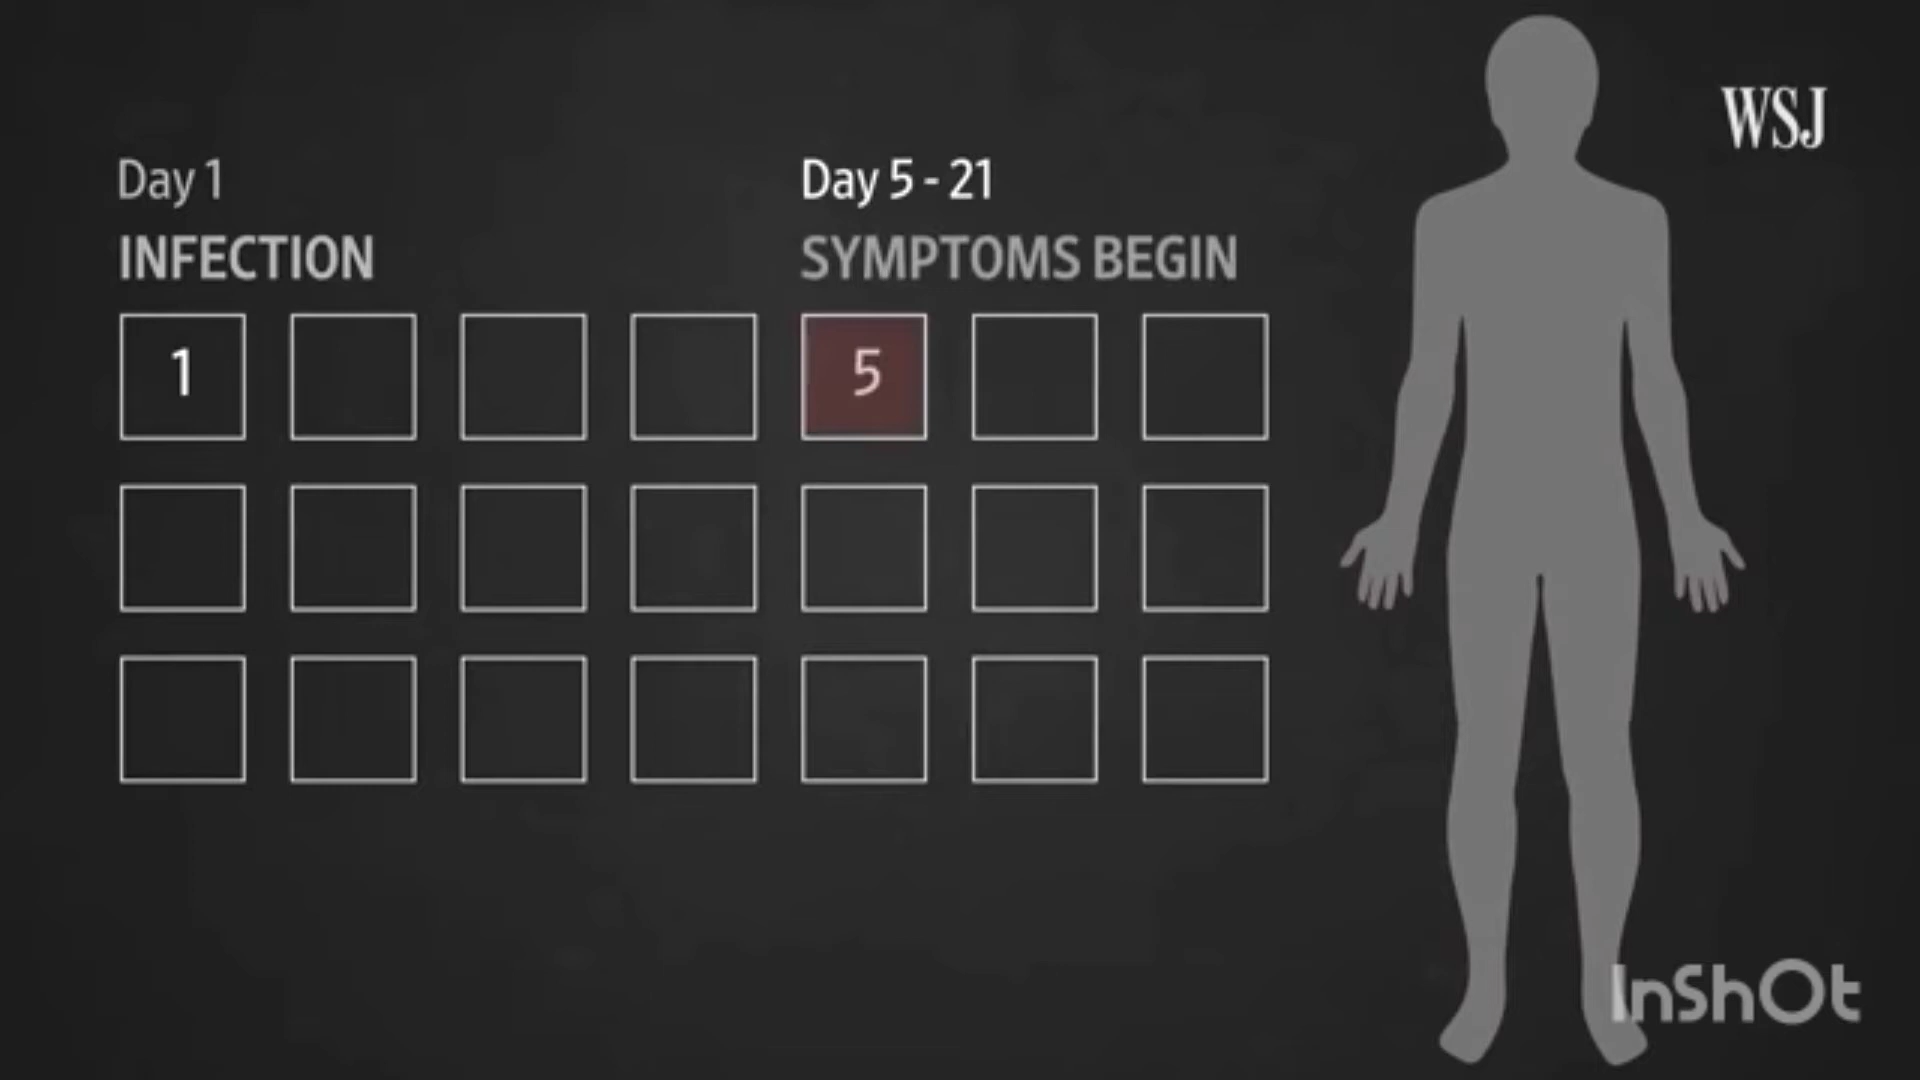 WSJ
Day 1
Day 5 - 21
INFECTION
SYMPTOMS BEGIN
1
5
InShOt